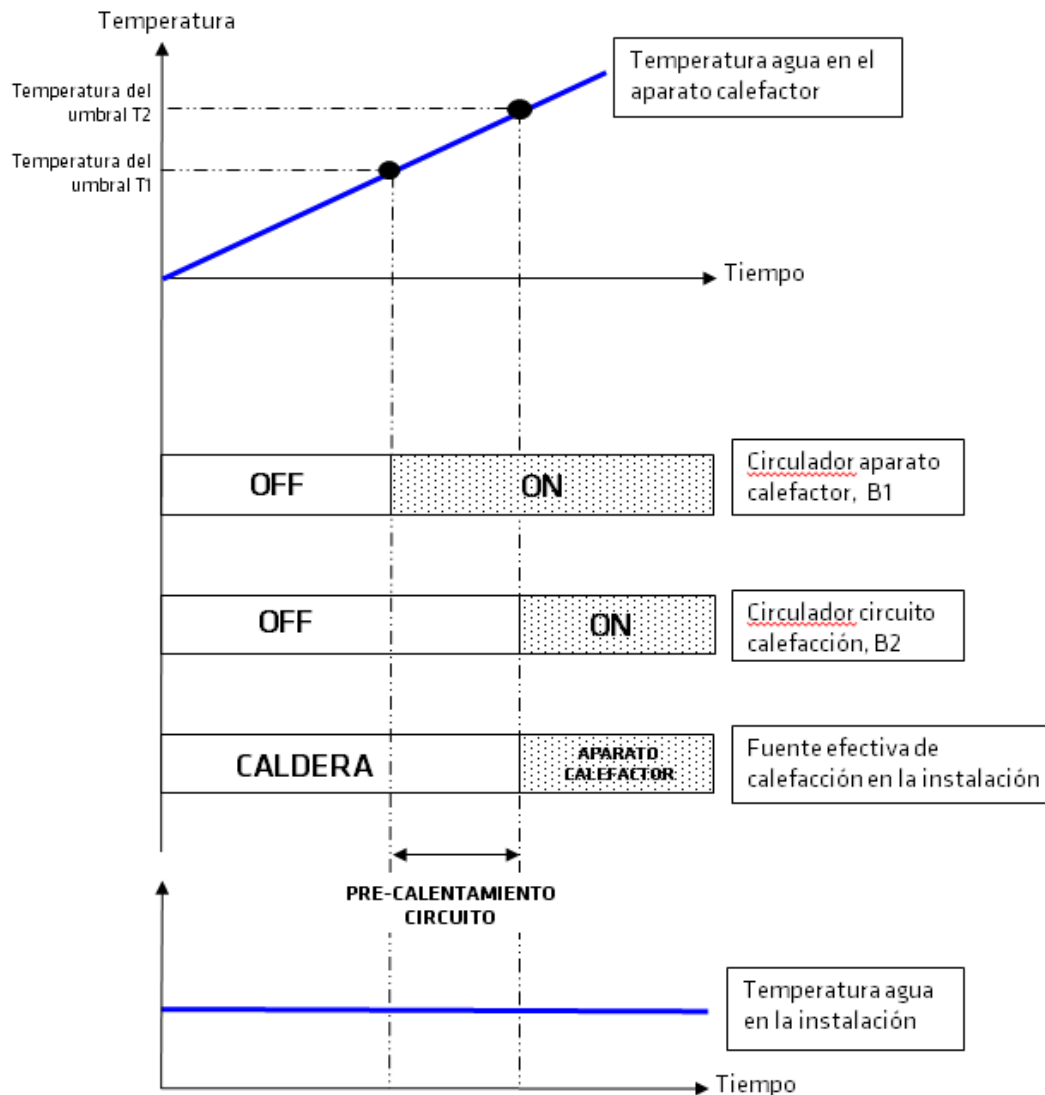 Temperatura
Temperatura agua en el
aparato calefactor
Temperatura del
umbral T2
Temperatura del
umbral T1
Tiempo
OFF
ON
Circulador aparato
calefactor, B1
OFF
ON
Circulador circuito
calefacción, B2
CALDERA
APARATO
CALEFACTOR
Fuente efectiva de
calefacción en la instalación
PRE-CALENTAMIENTO
CIRCUITO
Temperatura agua
en la instalación
Tiempo